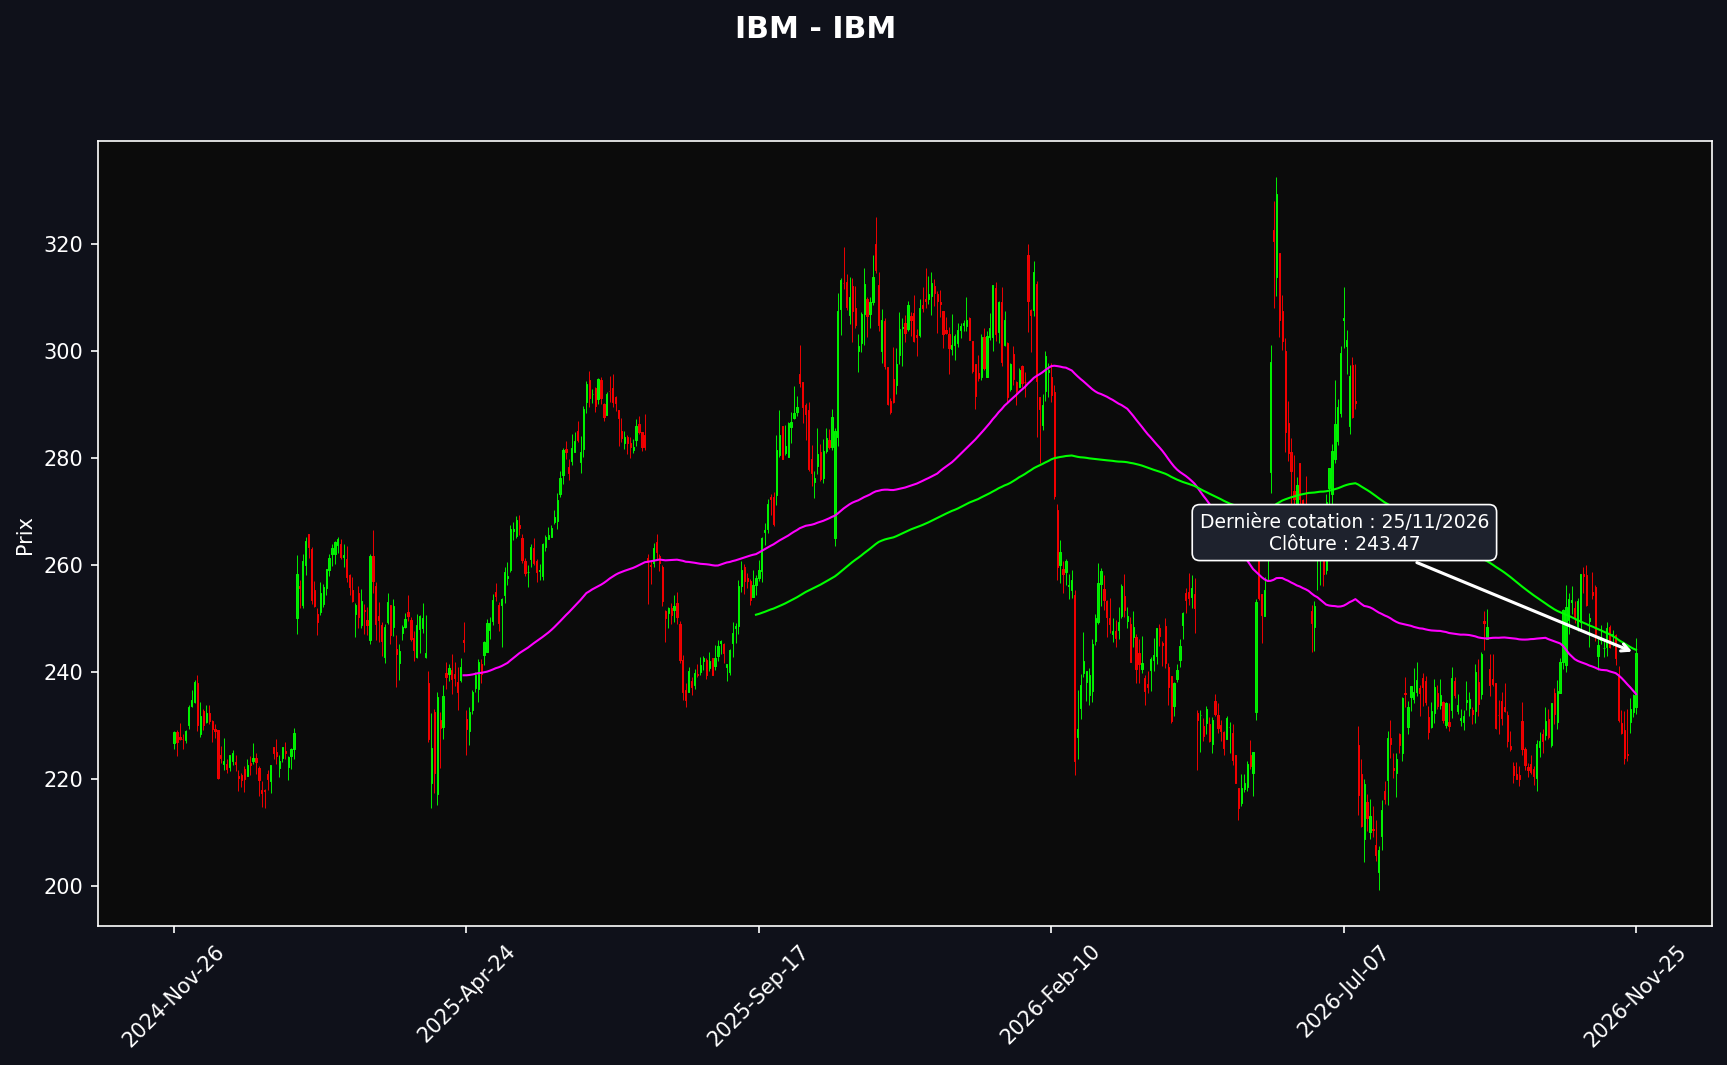 IBM - IBM
Prix
320
300
280
260
240
220
200
Dernière cotation : 25/11/2026
Clôture : 243.47
2024-Nov-26
2025-Apr-24
2025-Sep-17
2026-Feb-10
2026-Jul-07
2026-Nov-25